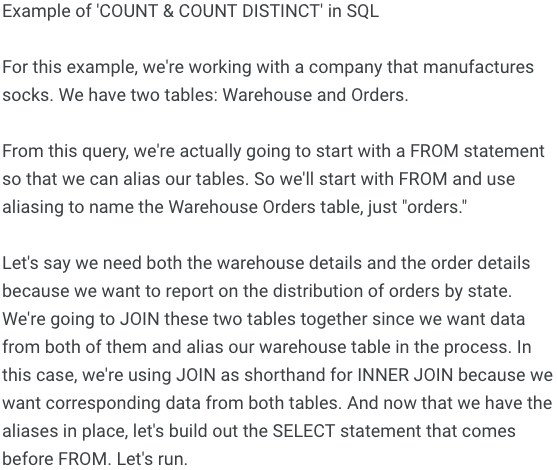 Example of 'COUNT & COUNT DISTINCT' in SQL
For this example, we're working with a company that manufactures
socks. We have two tables: Warehouse and Orders.
From this query, we're actually going to start with a FROM statement
so that we can alias our tables. So we'll start with FROM and use
aliasing to name the Warehouse Orders table, just "orders."
Let's say we need both the warehouse details and the order details
because we want to report on the distribution of orders by state.
We're going to JOIN these two tables together since we want data
from both of them and alias our warehouse table in the process. In
this case, we're using JOIN as shorthand for INNER JOIN because we
want corresponding data from both tables. And now that we have the
aliases in place, let's build out the SELECT statement that comes
before FROM. Let's run.